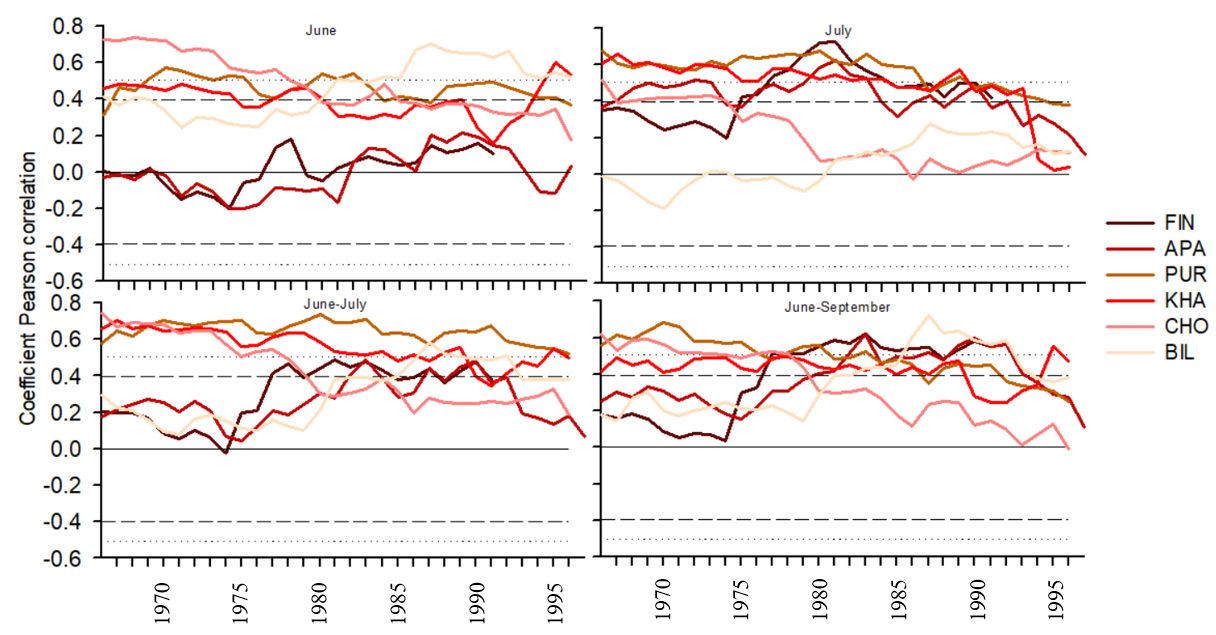 June
July
0.8
0.6
0.4
0.2
0.0
-0.2
-0.4
-0.6
Coefficient Pearson correlation
June-July
June-September
0.8
0.6
0.4
0.2
0.0
-0.2
-0.4
-0.6
1970
1975
1980
1985
1990
1995
1970
1975
1980
1985
1990
1995
FIN
APA
PUR
KHA
CHO
BIL